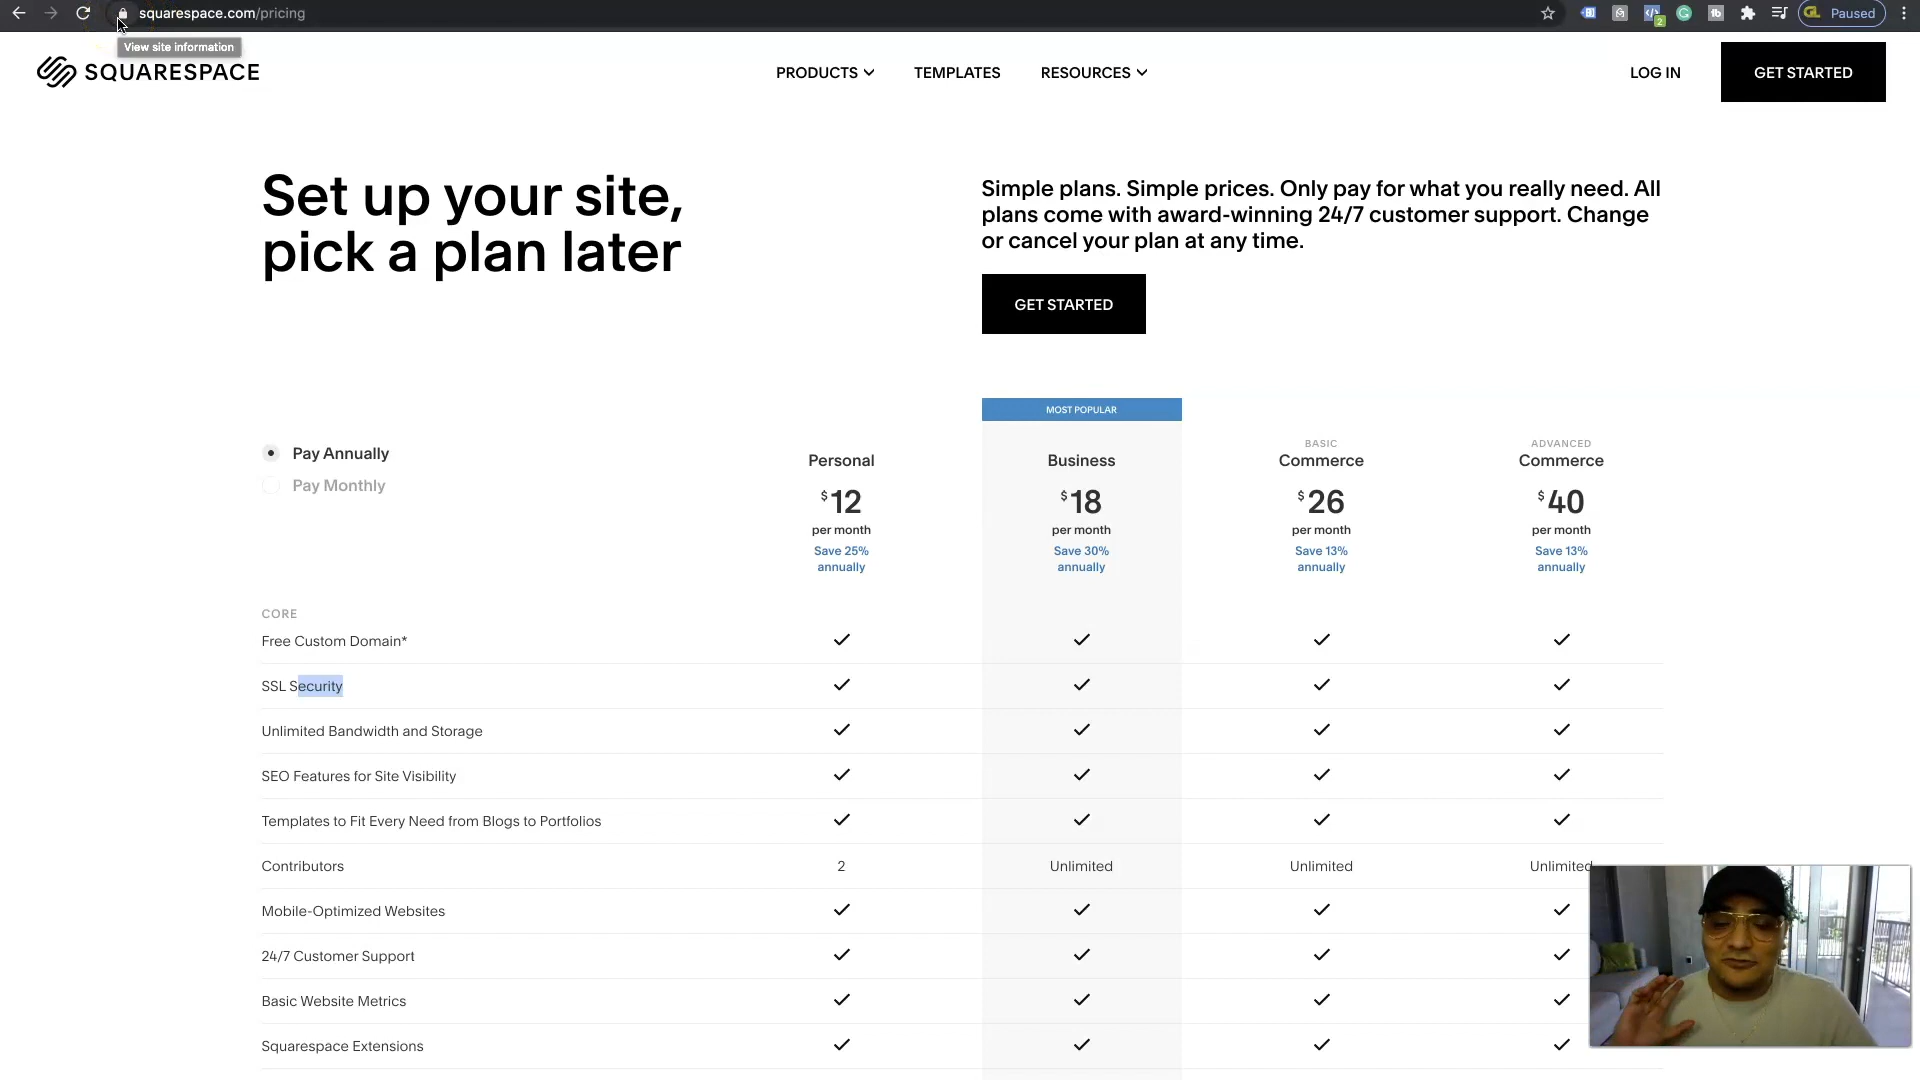 squarespace.com/pricing
2
GL Paused
View site information
SQUARESPACE
PRODUCTS
TEMPLATES
RESOURCES
LOG IN
GET STARTED
Set up your site,
pick a plan later
Simple plans. Simple prices. Only pay for what you really need. All
plans come with award-winning 24/7 customer support. Change
or cancel your plan at any time.
GET STARTED
MOST POPULAR
Pay Annually
Pay Monthly
Personal
$12
per month
Save 25%
annually
Business
$18
per month
Save 30%
annually
BASIC
Commerce
$26
per month
Save 13%
annually
ADVANCED
Commerce
$40
per month
Save 13%
annually
CORE
Free Custom Domain*
SSL Security
Unlimited Bandwidth and Storage
SEO Features for Site Visibility
Templates to Fit Every Need from Blogs to Portfolios
Contributors 2 Unlimited Unlimited Unlimited
Mobile-Optimized Websites
24/7 Customer Support
Basic Website Metrics
Squarespace Extensions